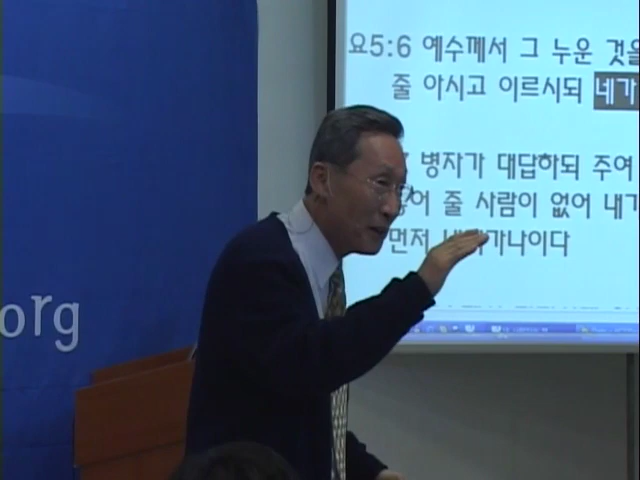 요5:6 예수께서 그 누운 것을
줄 아시고 이르시되 네가
병자가 대답하되 주여
줄 사람이 없어 내가
먼저
org